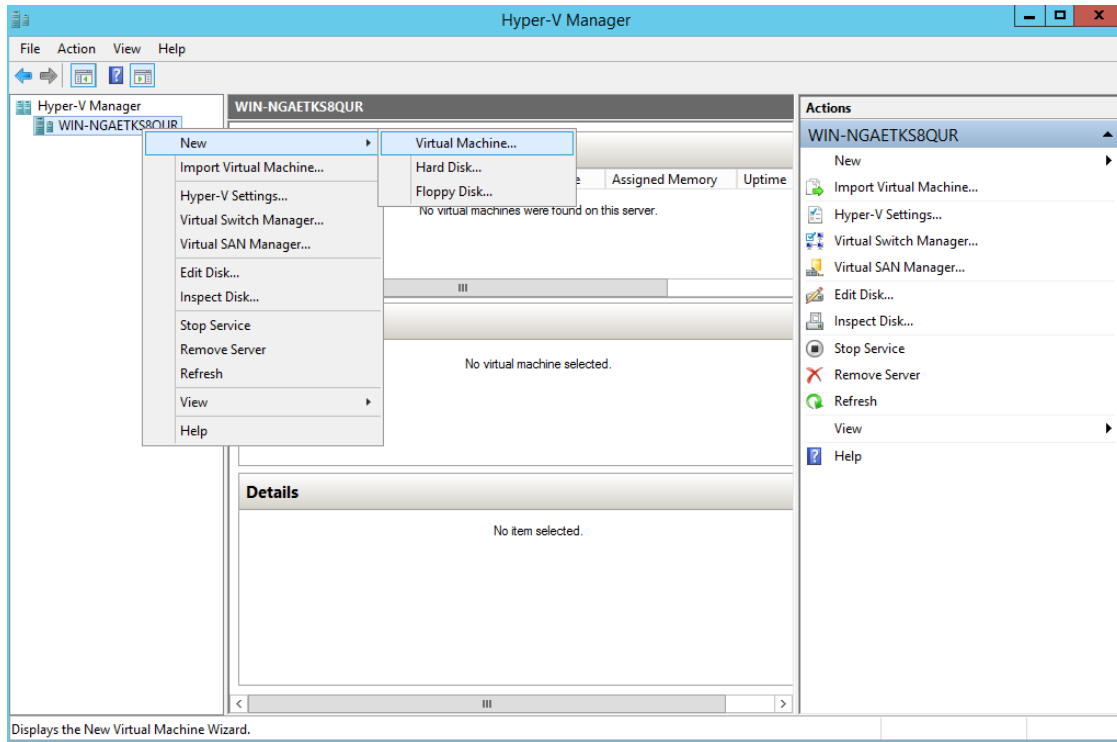 Hyper-V Manager
File Action View Help
Hyper-V Manager
WIN-NGAETKS8QUR
New
Import Virtual Machine...
Hyper-V Settings...
Virtual Switch Manager...
Virtual SAN Manager...
Edit Disk...
Inspect Disk...
Stop Service
Remove Server
Refresh
View
Help
Virtual Machine...
Hard Disk...
Floppy Disk...
WIN-NGAETKS8QUR
Assigned Memory Uptime
No virtual machines were found on this server.
No virtual machine selected.
Details
No item selected.
Actions
WIN-NGAETKS8QUR
New
Import Virtual Machine...
Hyper-V Settings...
Virtual Switch Manager...
Virtual SAN Manager...
Edit Disk...
Inspect Disk...
Stop Service
Remove Server
Refresh
View
Help
Displays the New Virtual Machine Wizard.